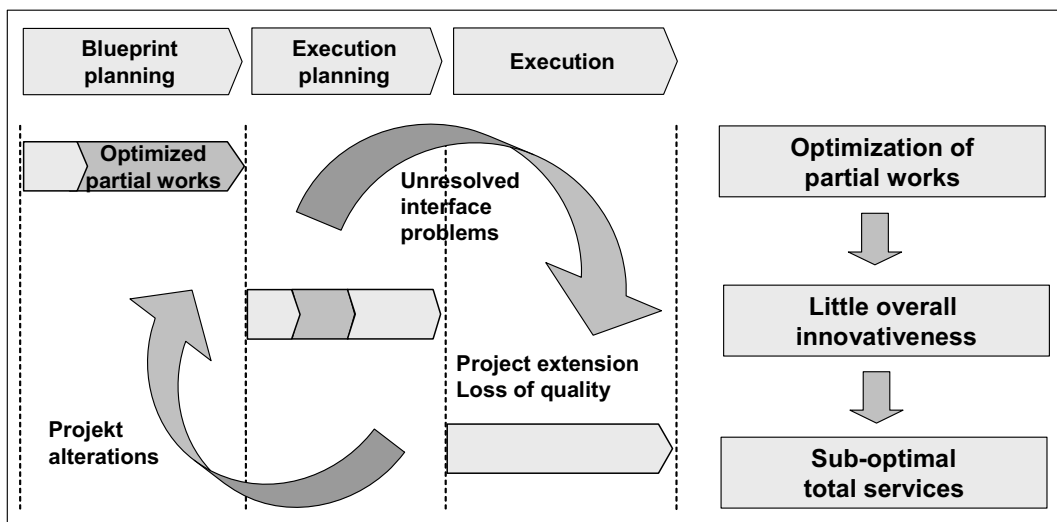 Blueprint
planning
Execution
planning
Execution
Optimized
partial works
Unresolved
interface
problems
Project extension
Loss of quality
Projekt
alterations
Optimization of
partial works
Little overall
innovativeness
Sub-optimal
total services